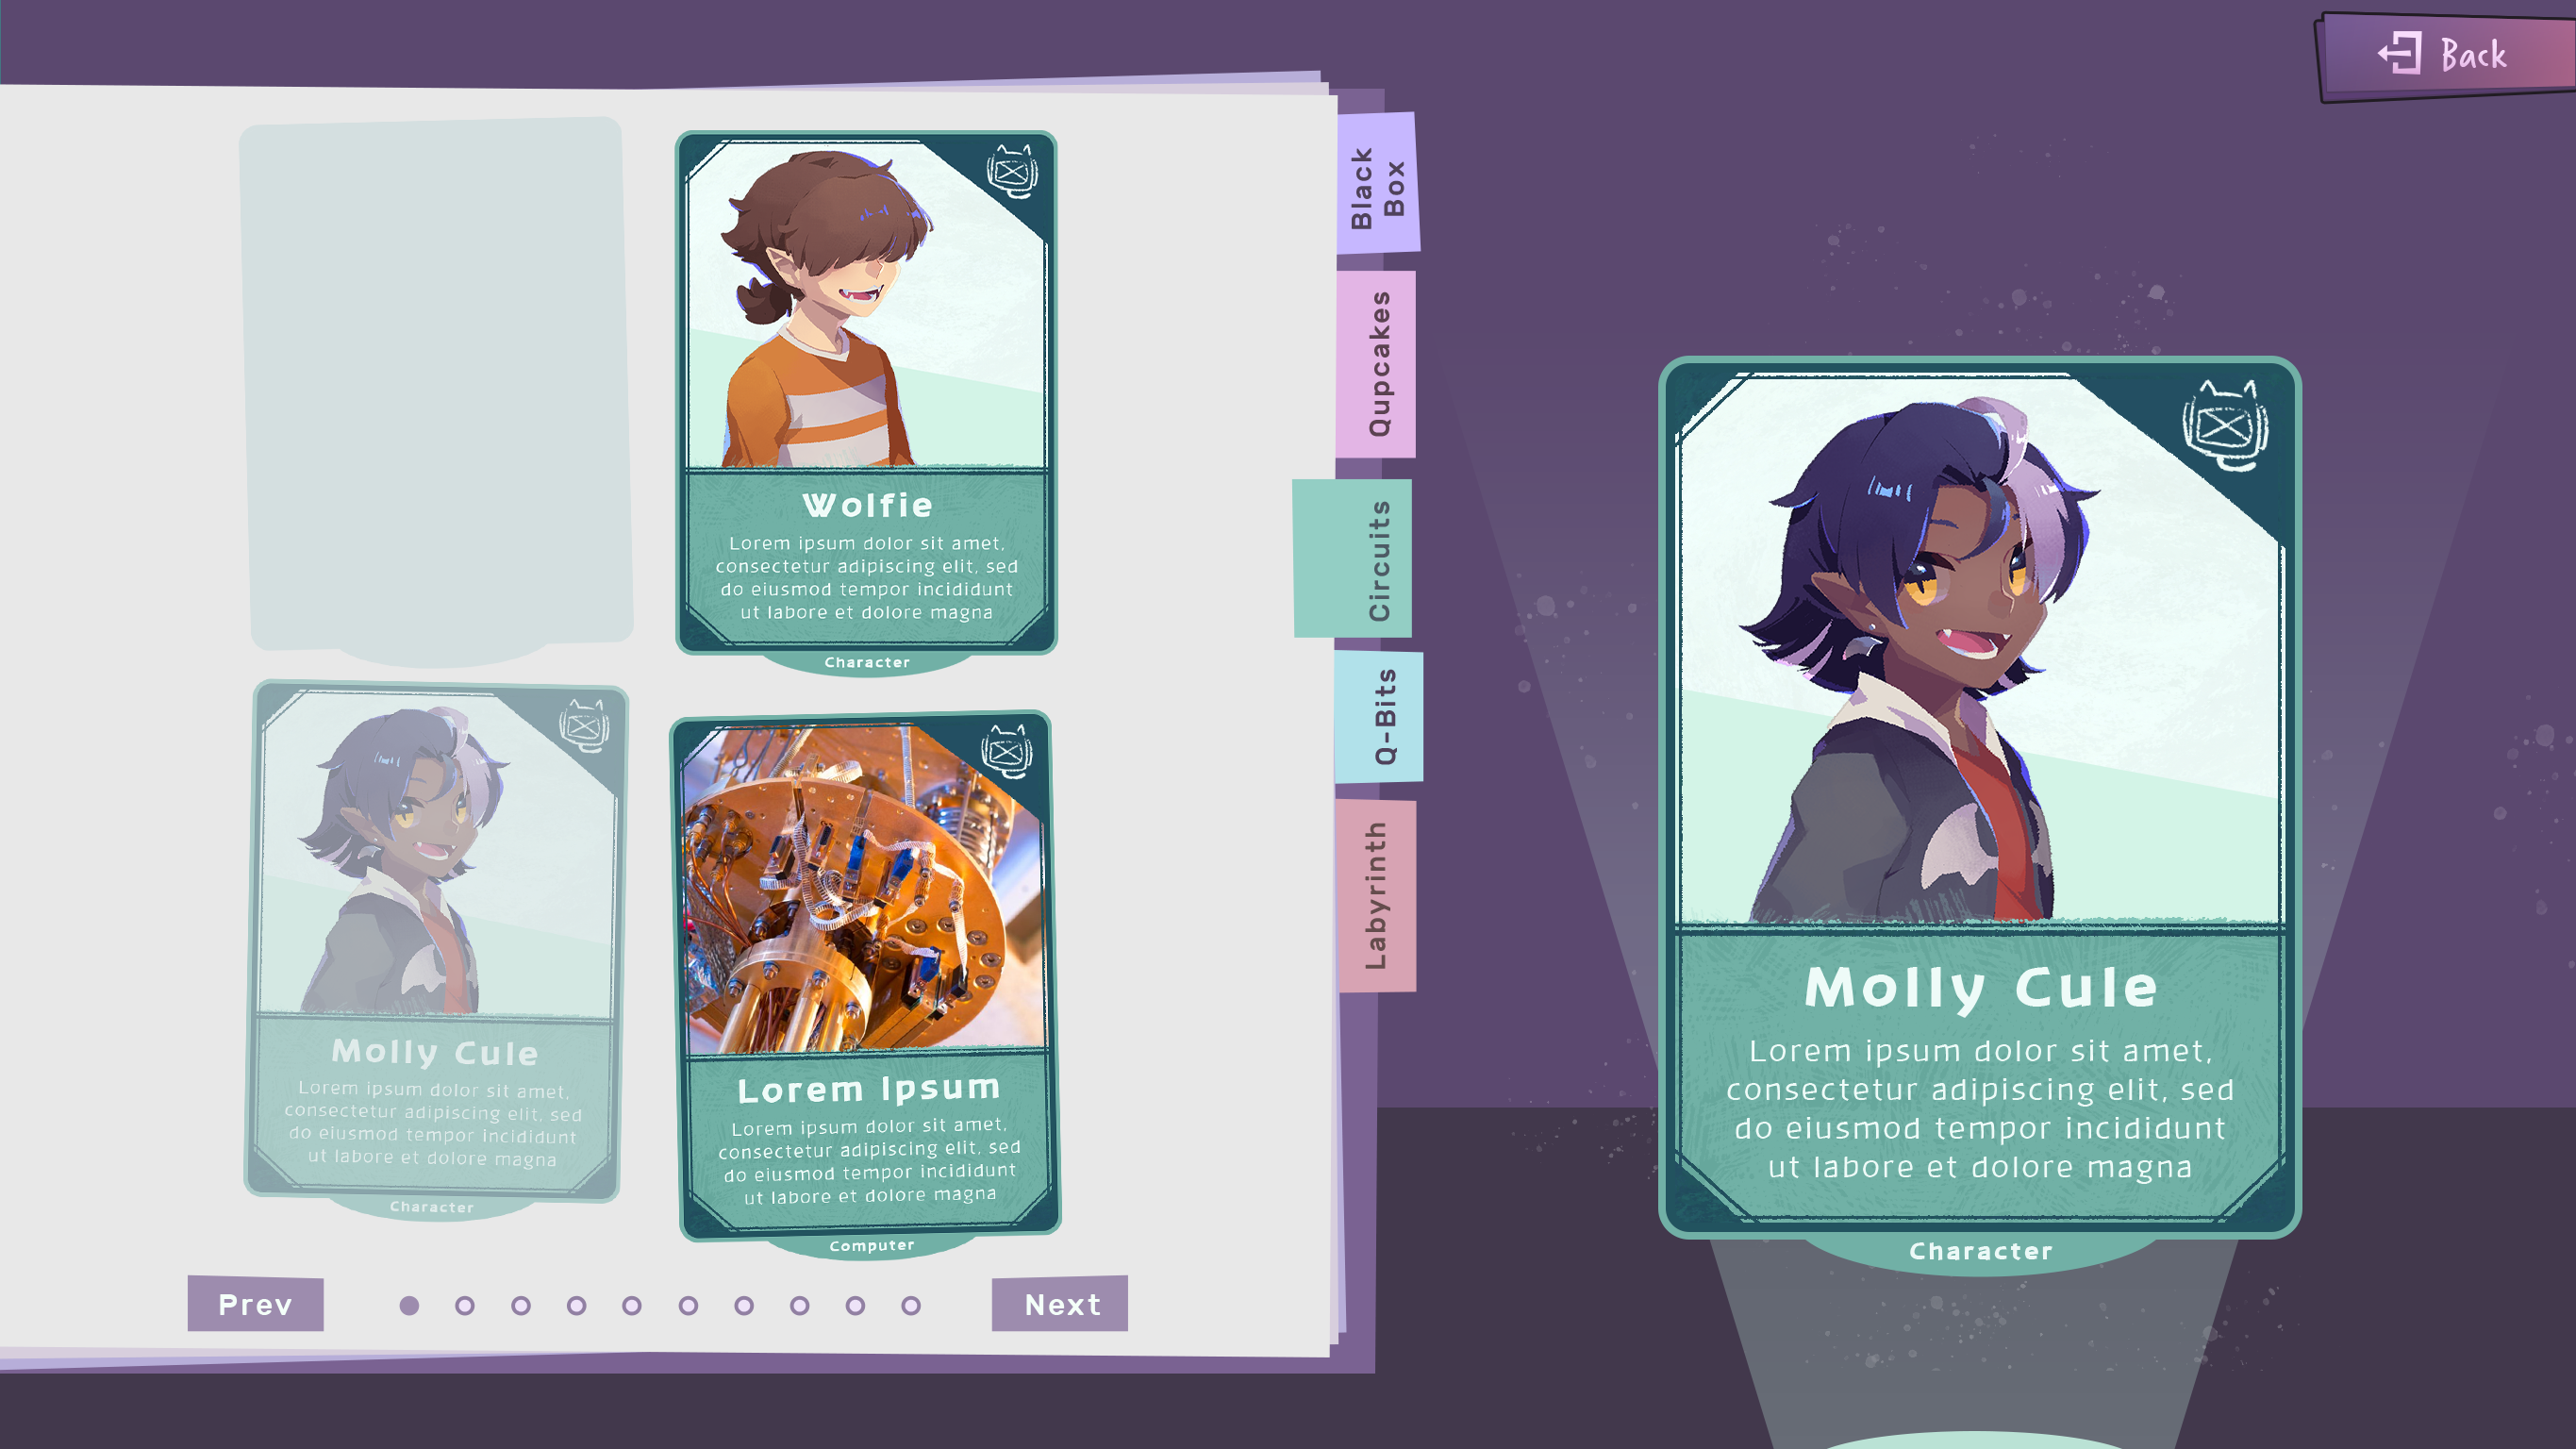 Back
Wolfie
Lorem ipsum dolor sit amet,
consectetur adipiscing elit, sed
do eiusmod tempor incididunt
ut labore et dolore magna
Character
Molly Cule
Lorem ipsum dolor sit amet,
consectetur adipiscing elit, sed
do eiusmod tempor incididunt
ut labore et dolore magna
Character
Lorem Ipsum
Lorem ipsum dolor sit amet,
consectetur adipiscing elit, sed
do eiusmod tempor incididunt
ut labore et dolore magna
Computer
Prev
Next
Black
Box
Qupcakes
Circuits
Q-Bits
Labyrinth
Molly Cule
Lorem ipsum dolor sit amet,
consectetur adipiscing elit, sed
do eiusmod tempor incididunt
ut labore et dolore magna
Character